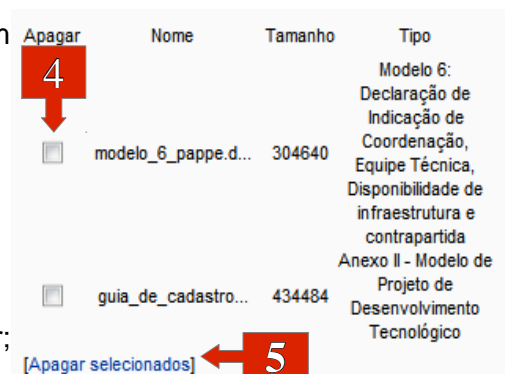 n Apagar Nome Tamanho Tipo
4
Modelo 6:
Declaração de
Indicação de
Coordenação,
modelo_6_pappe.d... 304640
Equipe Técnica,
Disponibilidade de
infraestrutura e
contrapartida
Anexo II - Modelo de
Projeto de
guia_de_cadastro... 434484
Desenvolvimento
Tecnológico
;
[Apagar selecionados] 5